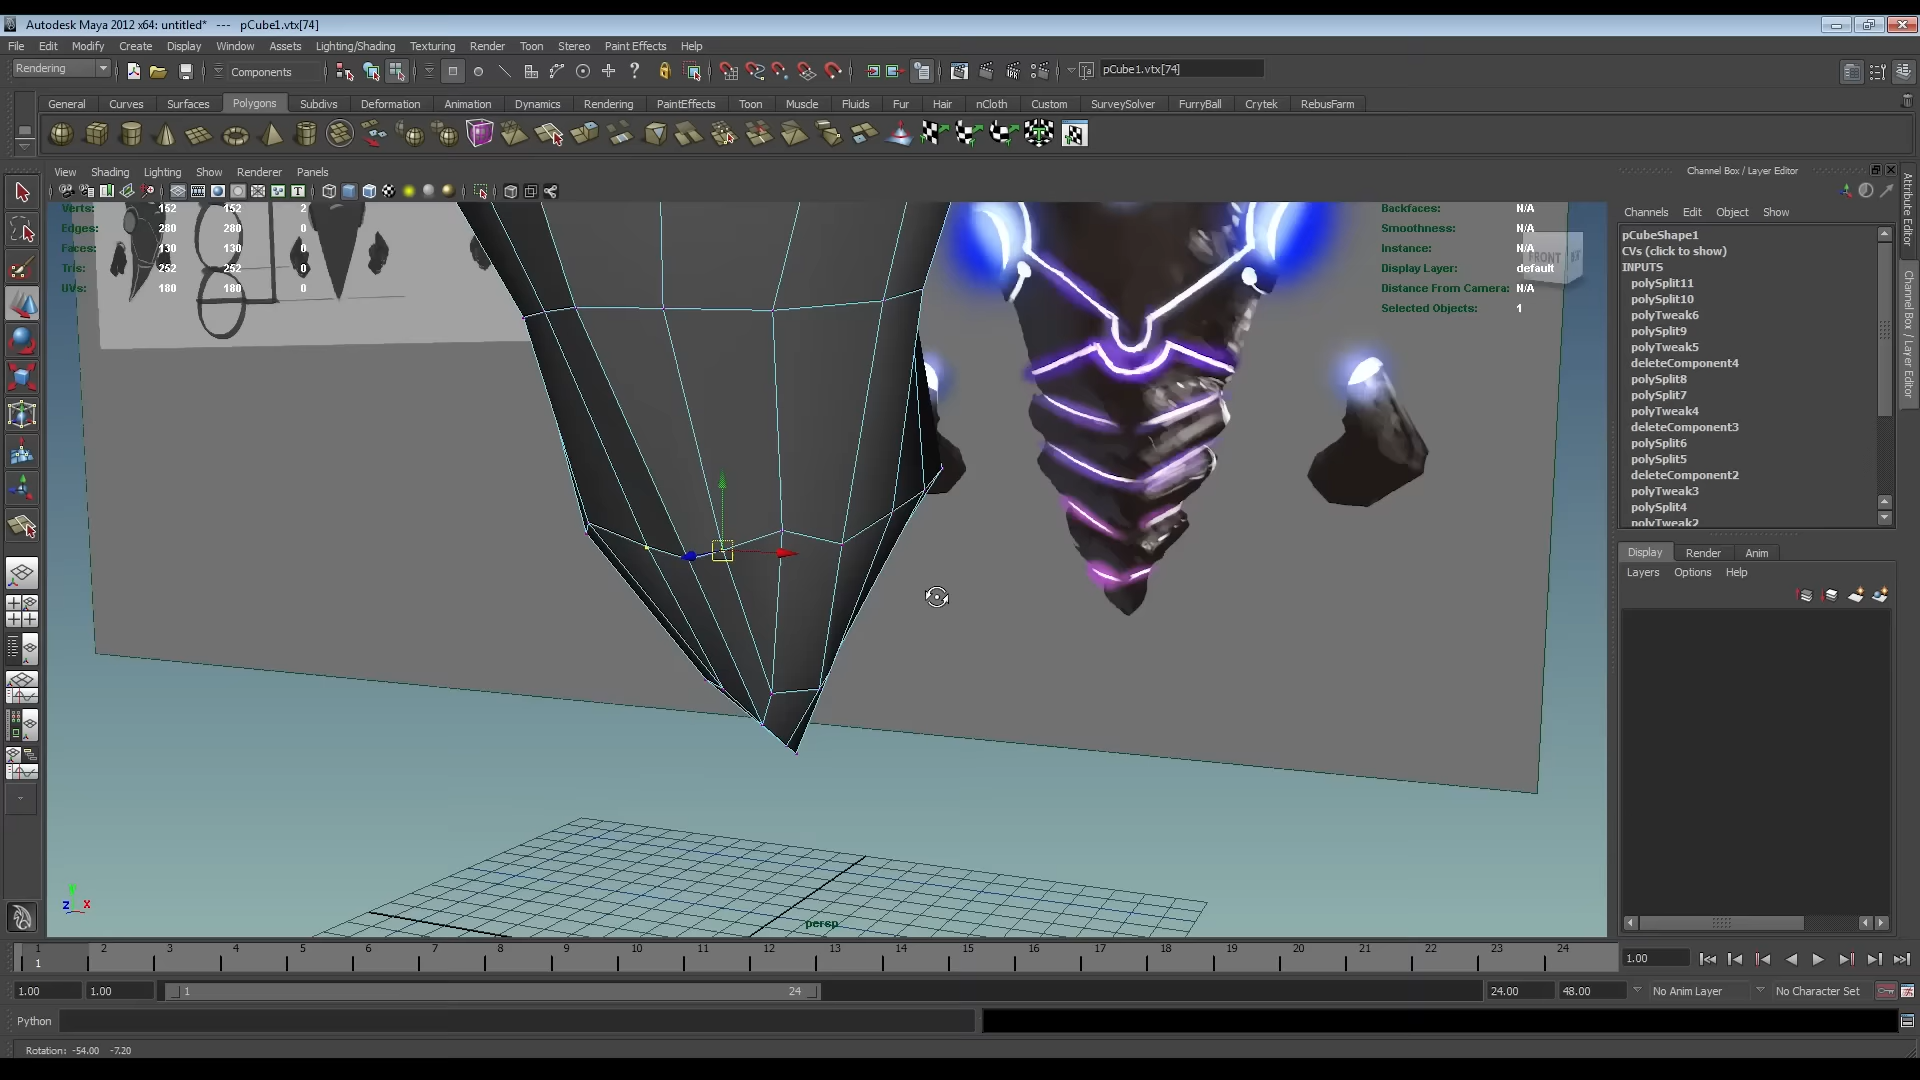 Autodesk Maya 2012 x64: untitled* --- pCube1.vtx[74]
File Edit Modify Create Display Window Assets Lighting/Shading Texturing Render Toon Stereo Paint Effects Help
Rendering Components pCube1.vtx[74]
General Curves Surfaces Polygons Subdivs Deformation Animation Dynamics Rendering PaintEffects Toon Muscle Fluids Fur Hair nCloth Custom SurveySolver FurryBall Crytek RebusFarm
View Shading Lighting Show Renderer Panels
Verts: 152 152 2
Edges: 280 280 0
Faces: 130 130 0
Tris: 252 252 0
UVs: 180 180 0
Backfaces: N/A
Smoothness: N/A
Instance: N/A
Display Layer: default
Distance From Camera: N/A
Selected Objects: 1
FRONT
persp
z x
Channel Box / Layer Editor
Channels Edit Object Show
pCubeShape1
CVs (click to show)
INPUTS
polySplit11
polySplit10
polyTweak6
polySplit9
polyTweak5
deleteComponent4
polySplit8
polySplit7
polyTweak4
deleteComponent3
polySplit6
polySplit5
deleteComponent2
polyTweak3
polySplit4
polyTweak2
Display Render Anim
Layers Options Help
Attribute Editor
Channel Box / Layer Editor
1 2 3 4 5 6 7 8 9 10 11 12 13 14 15 16 17 18 19 20 21 22 23 24
1
1.00
1.00 1.00 1 24 24.00 48.00 No Anim Layer No Character Set
Python
Rotation: -54.00 -7.20